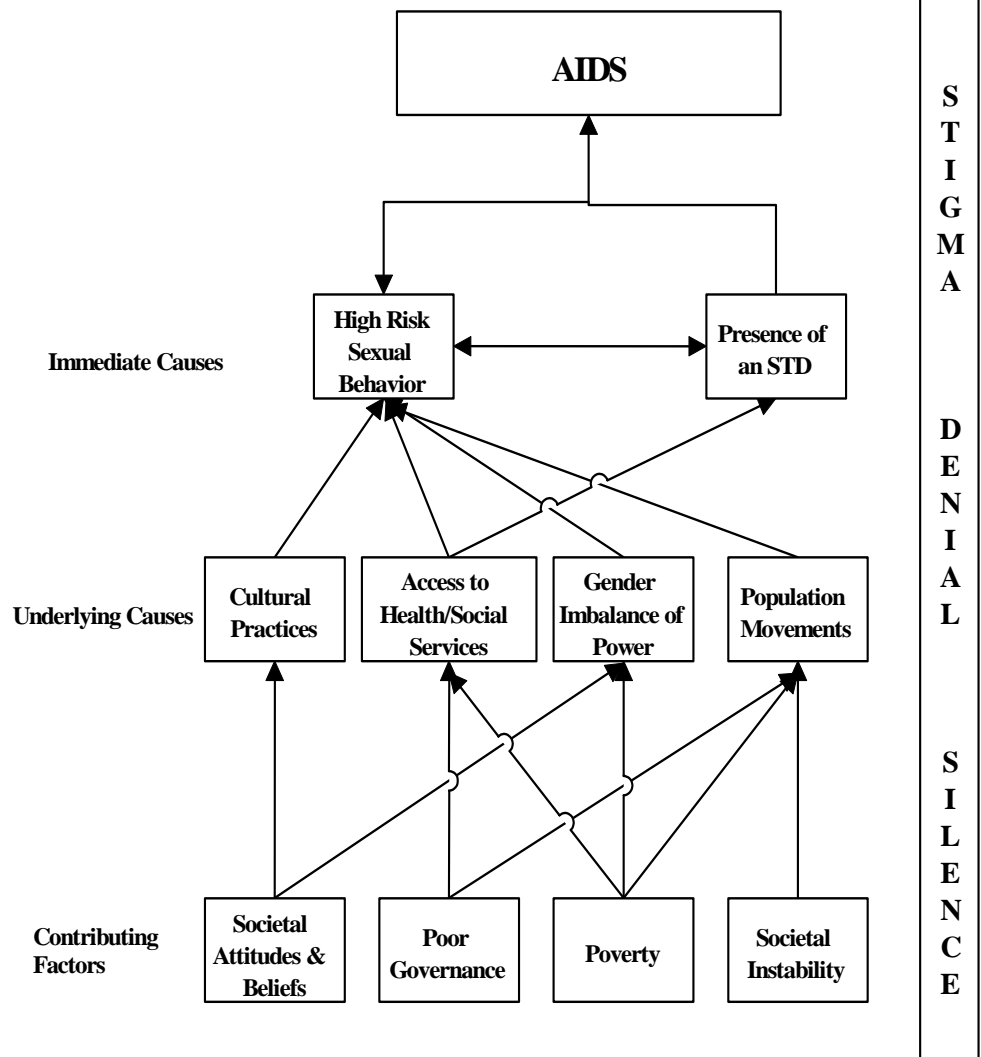 AIDS
High Risk
Sexual
Behavior
Presence of
an STD
Immediate Causes
Cultural
Practices
Access to
Health/Social
Services
Gender
Imbalance of
Power
Population
Movements
Underlying Causes
Societal
Attitudes &
Beliefs
Poor
Governance
Poverty
Societal
Instability
Contributing
Factors
S
T
I
G
M
A
D
E
N
I
A
L
S
I
L
E
N
C
E